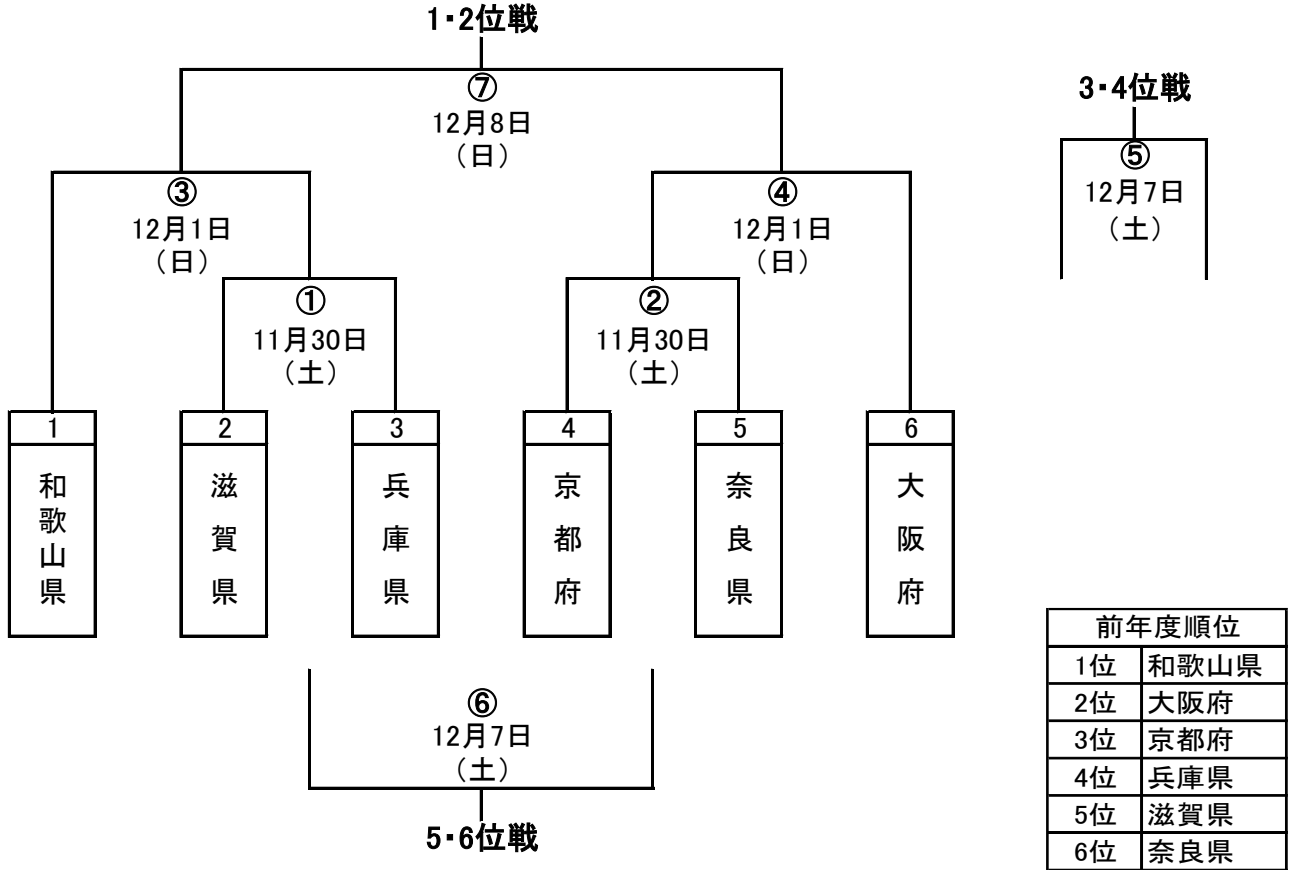 1・2位戦
⑦
12月8日
（日）
3・4位戦
⑤
12月7日
（土）
③
12月1日
（日）
④
12月1日
（日）
①
11月30日
（土）
②
11月30日
（土）
1
和歌山県
2
滋賀県
3
兵庫県
4
京都府
5
奈良県
6
大阪府
⑥
12月7日
（土）
5・6位戦
前年度順位
1位 和歌山県
2位 大阪府
3位 京都府
4位 兵庫県
5位 滋賀県
6位 奈良県